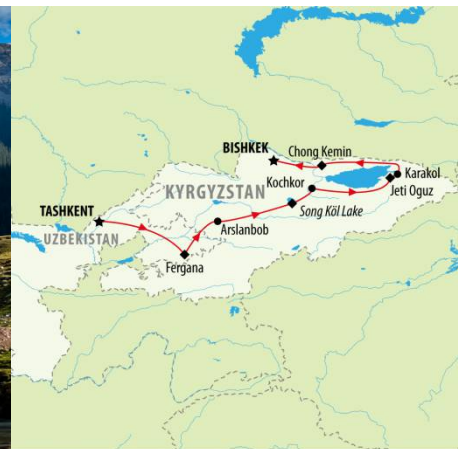 BISHKEK
Chong Kemin
Kochkor
Karakol
Jeti Oguz
KYRGYZSTAN
Song Köl Lake
TASHKENT
UZBEKISTAN
Arslanbob
Fergana